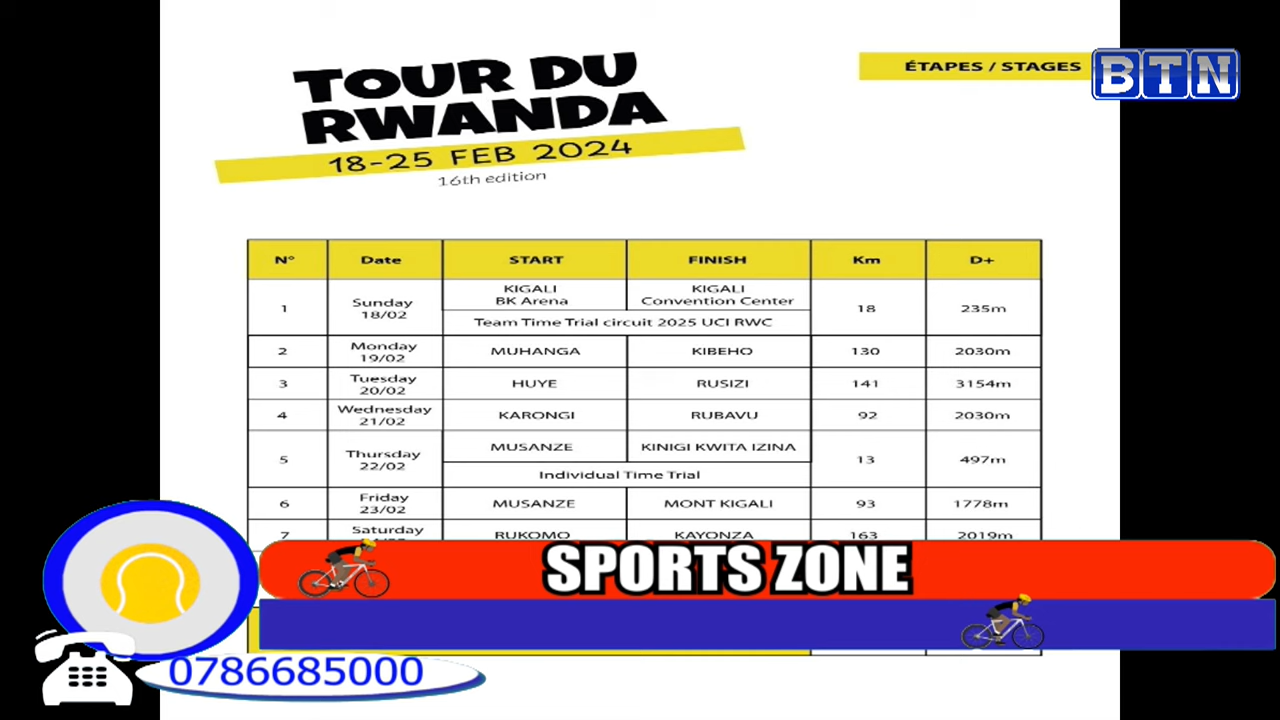 TOUR DU
RWANDA
18-25 FEB 2024
16th edition
ÉTAPES / STAGES
BTN
N° Date START FINISH Km D+
1 Sunday 18/02 KIGALI BK Arena KIGALI Convention Center 18 235m
Team Time Trial circuit 2025 UCI RWC
2 Monday 19/02 MUHANGA KIBEHO 130 2030m
3 Tuesday 20/02 HUYE RUSIZI 141 3154m
4 Wednesday 21/02 KARONGI RUBAVU 92 2030m
5 Thursday 22/02 MUSANZE KINIGI KWITA IZINA 13 497m
Individual Time Trial
6 Friday 23/02 MUSANZE MONT KIGALI 93 1778m
7 Saturday RUKOMO KAYONZA 163 2019m
SPORTS ZONE
0786685000